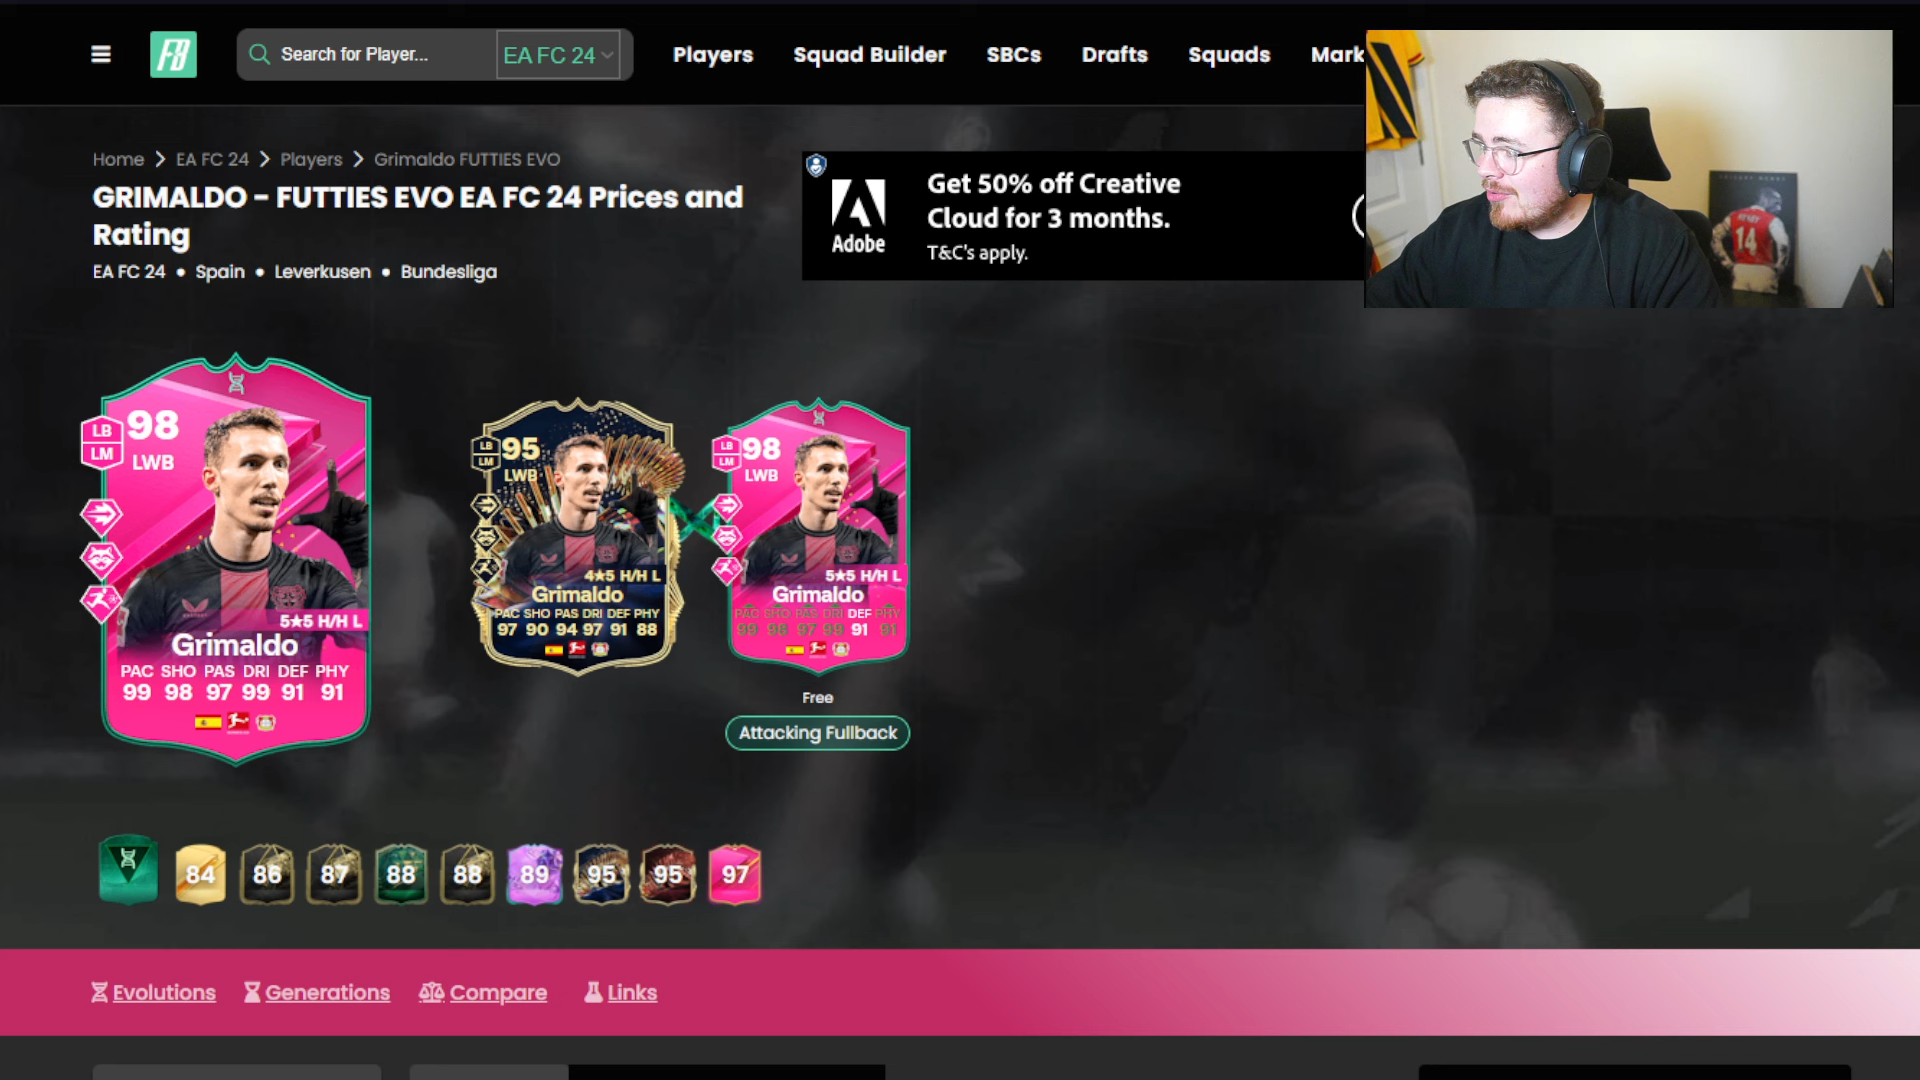 FB
Search for Player...
EA FC 24
Players
Squad Builder
SBCs
Drafts
Squads
Mark
Home
EA FC 24
Players
Grimaldo FUTTIES EVO
GRIMALDO - FUTTIES EVO EA FC 24 Prices and
Rating
EA FC 24 • Spain • Leverkusen • Bundesliga
Adobe
Get 50% off Creative
Cloud for 3 months.
T&C's apply.
HENRY
14
LB
LM
98
LWB
5★5 H/H L
Grimaldo
PAC SHO PAS DRI DEF PHY
99 98 97 99 91 91
LB
LM
95
LWB
4★5 H/H L
Grimaldo
PAC SHO PAS DRI DEF PHY
97 90 94 97 91 88
LB
LM
98
LWB
5★5 H/H L
Grimaldo
PAC SHO PAS DRI DEF PHY
99 98 97 99 91 91
Free
Attacking Fullback
84
86
87
88
88
89
95
95
97
Evolutions
Generations
Compare
Links